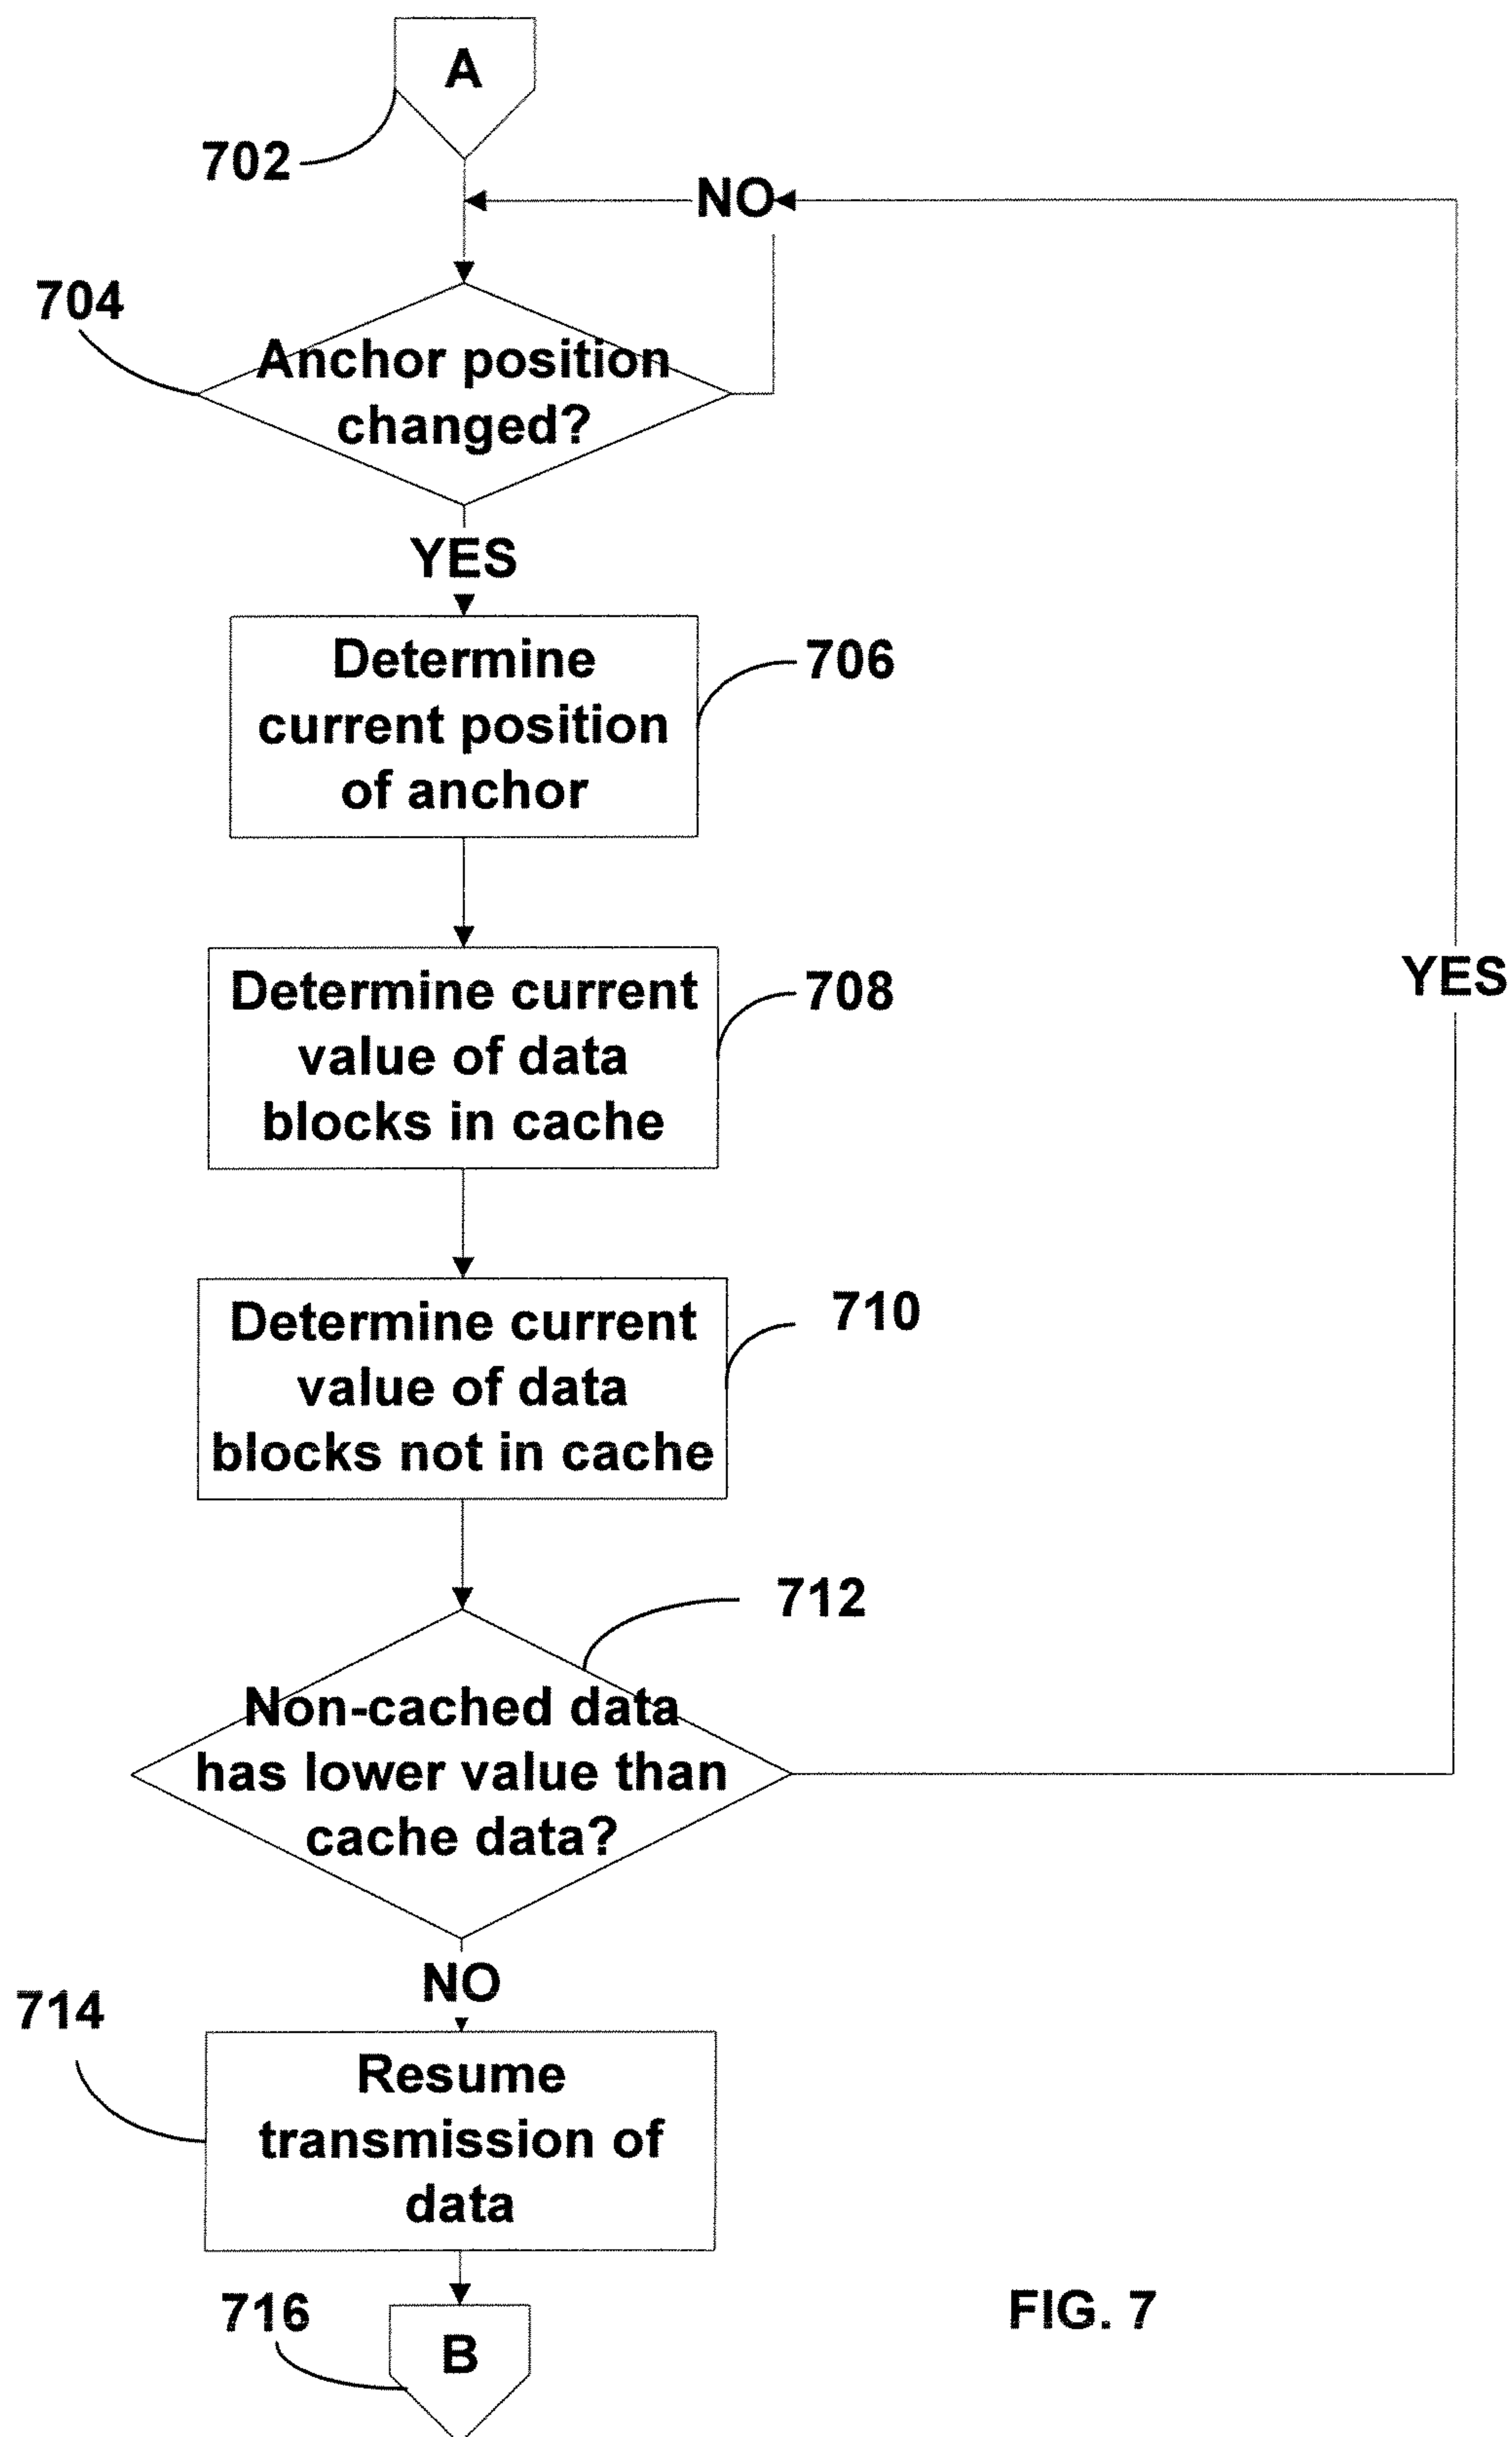 A
702
NO
704
Anchor position
changed?
YES
Determine
current position
of anchor
706
Determine current
value of data
blocks in cache
708
YES
Determine current
value of data
blocks not in cache
710
712
Non-cached data
has lower value than
cache data?
NO
714
Resume
transmission of
data
716
B
FIG. 7